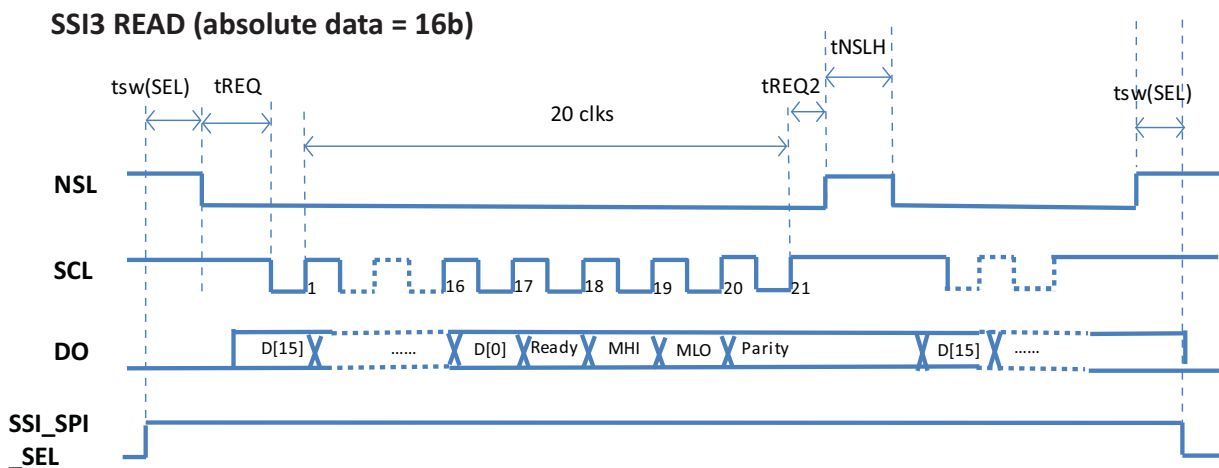 SSI3 READ (absolute data = 16b)
tNSLH
tsw(SEL) tREQ tREQ2 tsw(SEL)
20 clks
NSL
SCL
1 16 17 18 19 20 21
DO D[15] ...... D[0] Ready MHI MLO Parity D[15] ......
SSI_SPI
_SEL